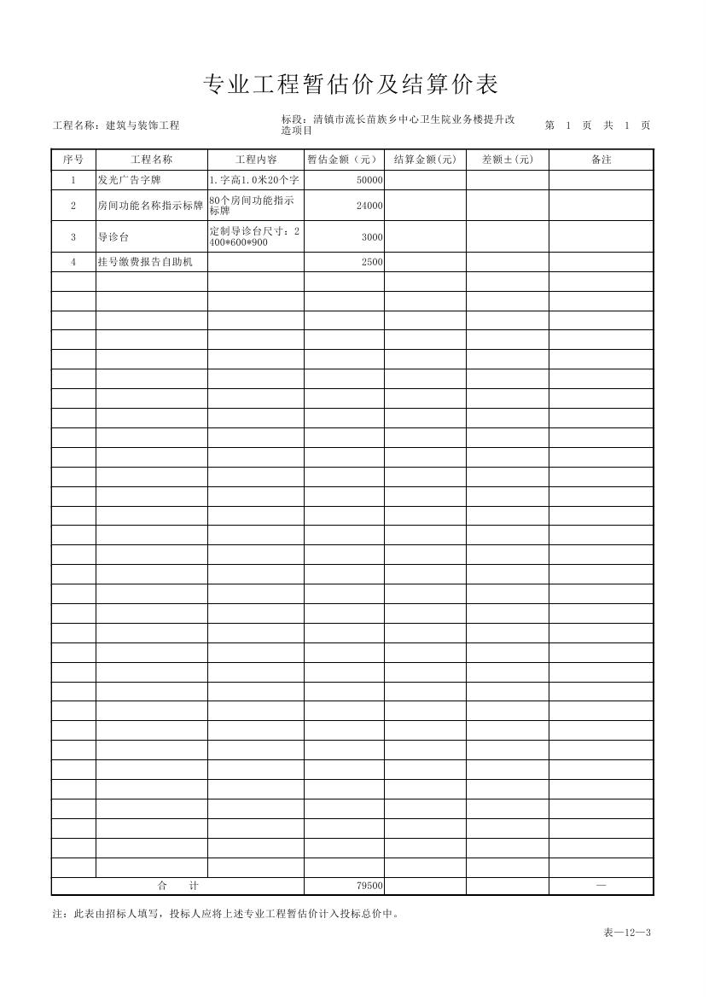 专业工程暂估价及结算价表
工程名称：建筑与装饰工程
标段：清镇市流长苗族乡中心卫生院业务楼提升改
造项目
第 1 页 共 1 页
序号 工程名称 工程内容 暂估金额（元） 结算金额(元) 差额±(元) 备注
1 发光广告字牌 1.字高1.0米20个字 50000
2 房间功能名称指示标牌 80个房间功能指示
标牌 24000
3 导诊台 定制导诊台尺寸：2
400*600*900 3000
4 挂号缴费报告自助机 2500
合 计 79500 —
注：此表由招标人填写，投标人应将上述专业工程暂估价计入投标总价中。
表—12—3